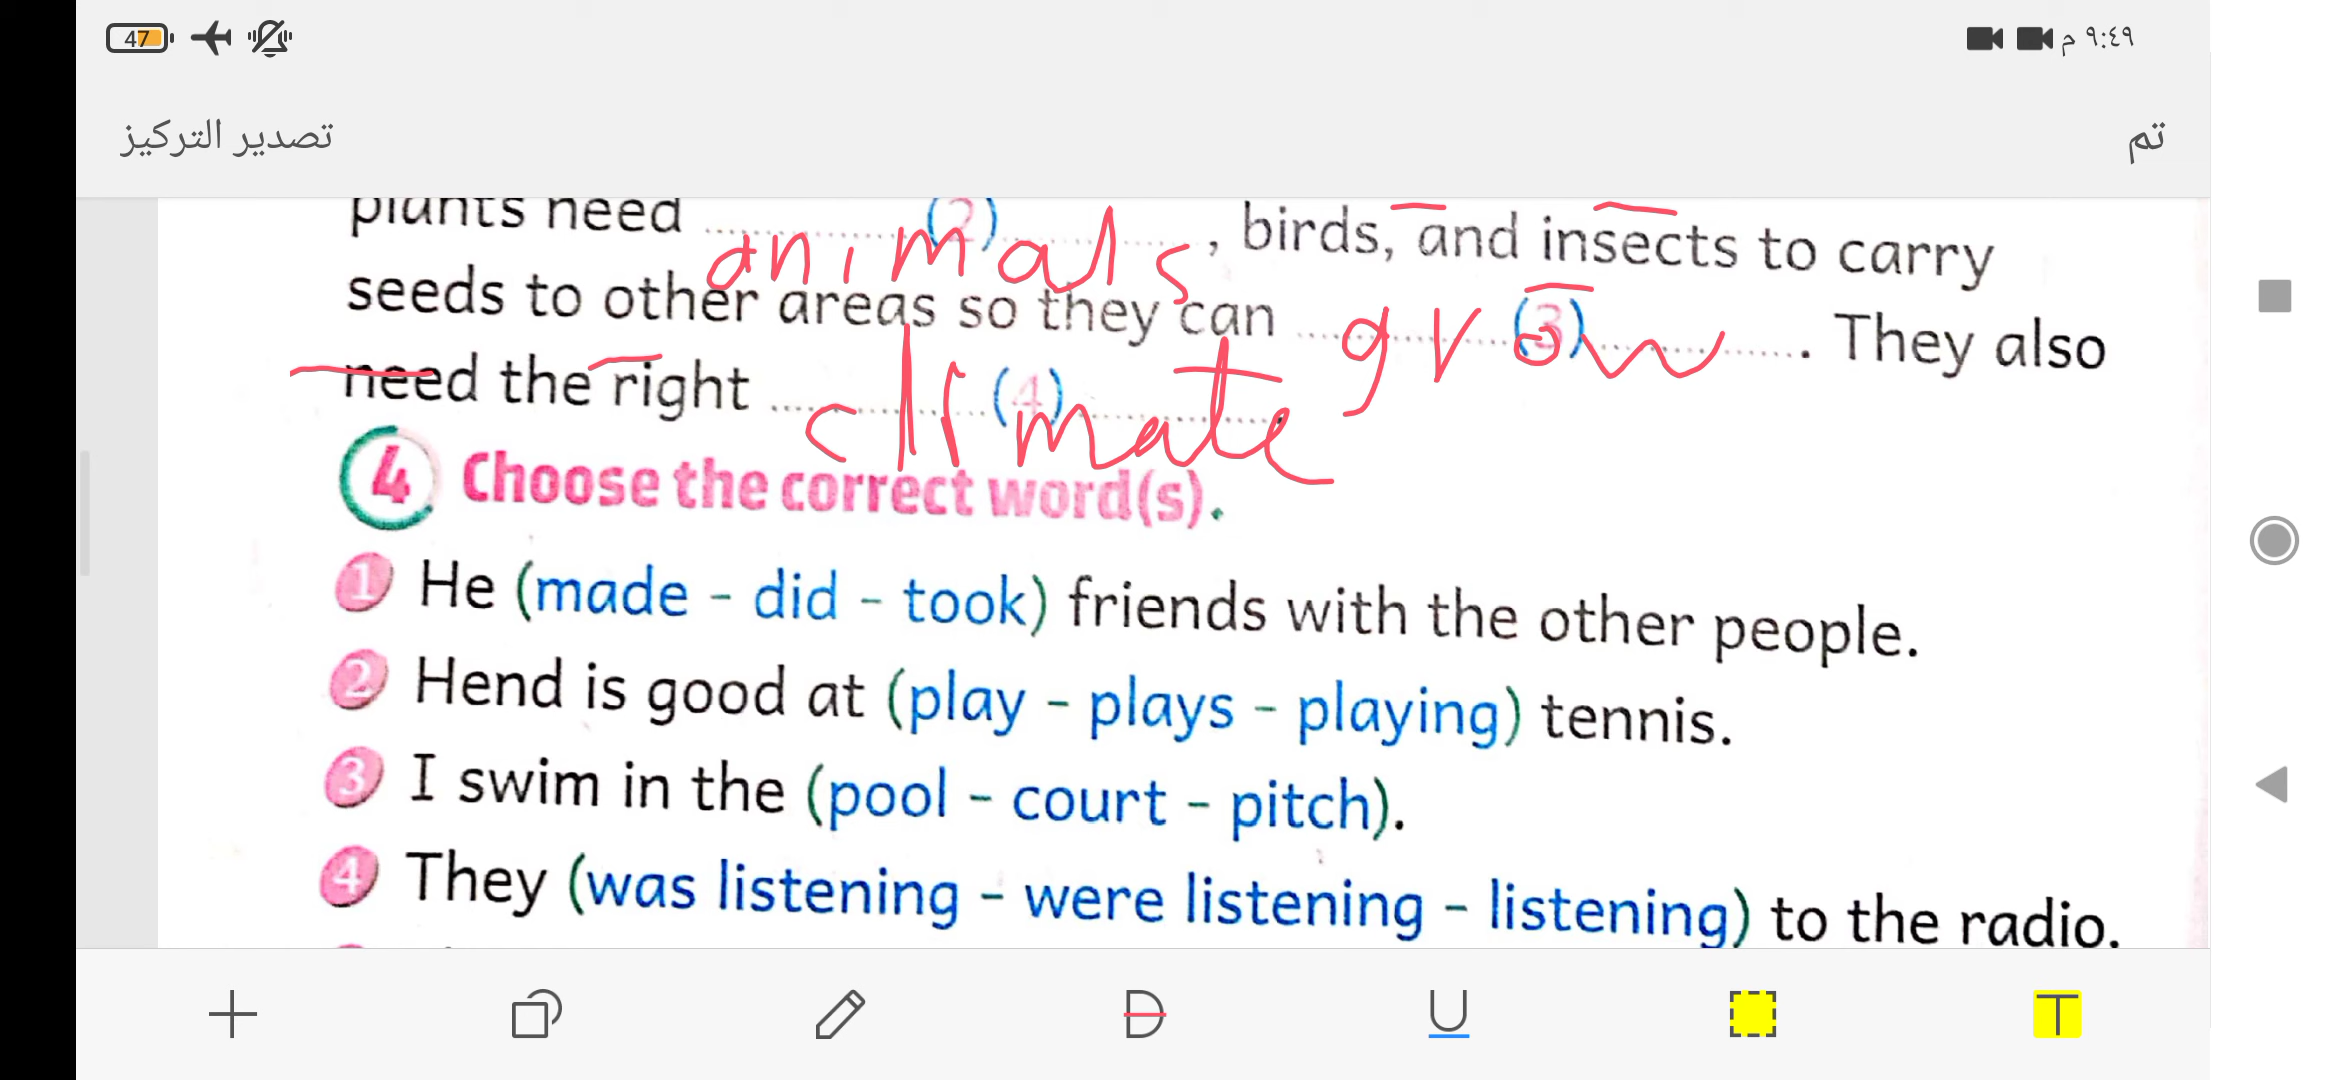 47
٩:٤٩ م
تصدير التركيز
تم
plants need ........(2)........ , birds, and insects to carry
animals
seeds to other areas so they can ........(3)........ . They also
grow
need the right ........(4)........
climate
4 Choose the correct word(s).
1 He (made - did - took) friends with the other people.
2 Hend is good at (play - plays - playing) tennis.
3 I swim in the (pool - court - pitch).
4 They (was listening - were listening - listening) to the radio.
D
U
T